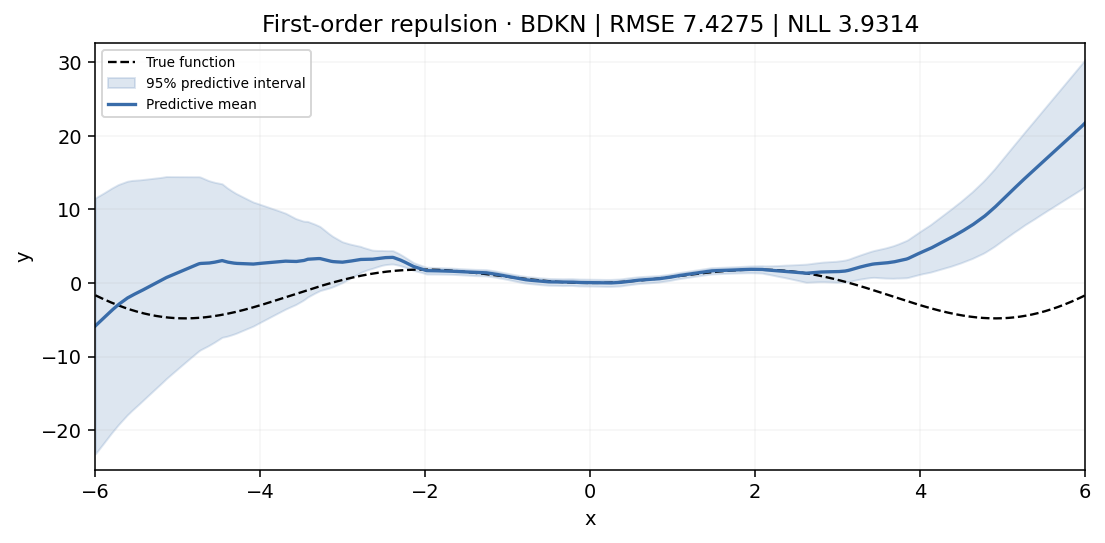 First-order repulsion · BDKN | RMSE 7.4275 | NLL 3.9314
True function
95% predictive interval
Predictive mean
30
20
10
0
−10
−20
y
−6 −4 −2 0 2 4 6
x